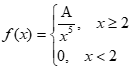 f(x) = { A/x⁵, x ≥ 2
0, x < 2